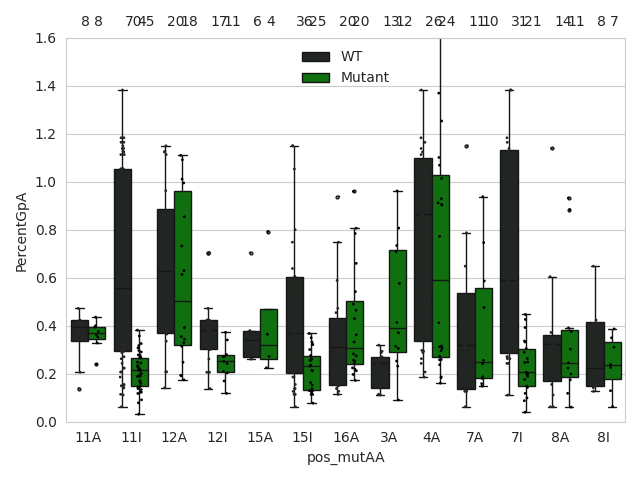 8 8 70 45 20 18 17 11 6 4 36 25 20 20 13 12 26 24 11 10 31 21 14 11 8 7
1.6
WT
1.4
Mutant
1.2
1.0
PercentGpA
0.8
0.6
0.4
0.2
0.0
11A 11I 12A 12I 15A 15I 16A 3A 4A 7A 7I 8A 8I
pos_mutAA